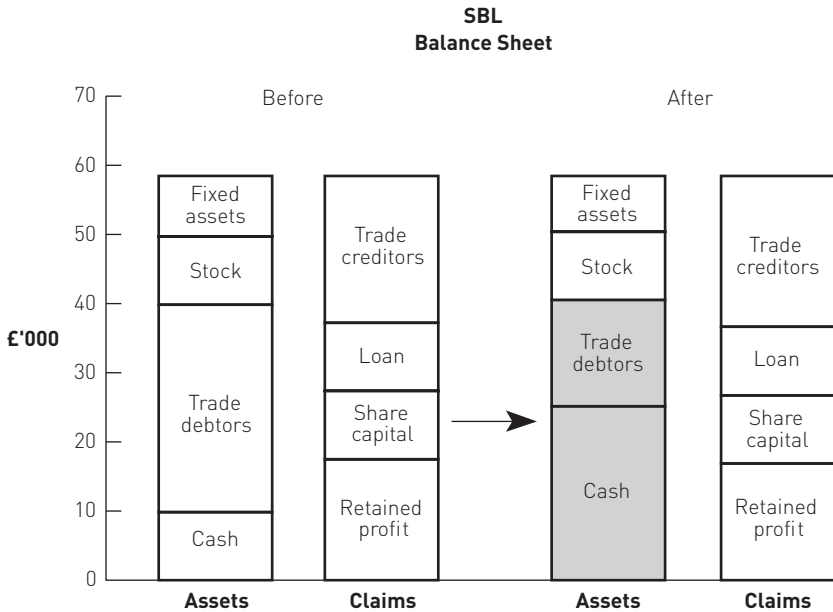 SBL
Balance Sheet
Before
After
£'000
70
60
50
40
30
20
10
0
Fixed
assets
Stock
Trade
debtors
Cash
Assets
Trade
creditors
Loan
Share
capital
Retained
profit
Claims
Fixed
assets
Stock
Trade
debtors
Cash
Assets
Trade
creditors
Loan
Share
capital
Retained
profit
Claims